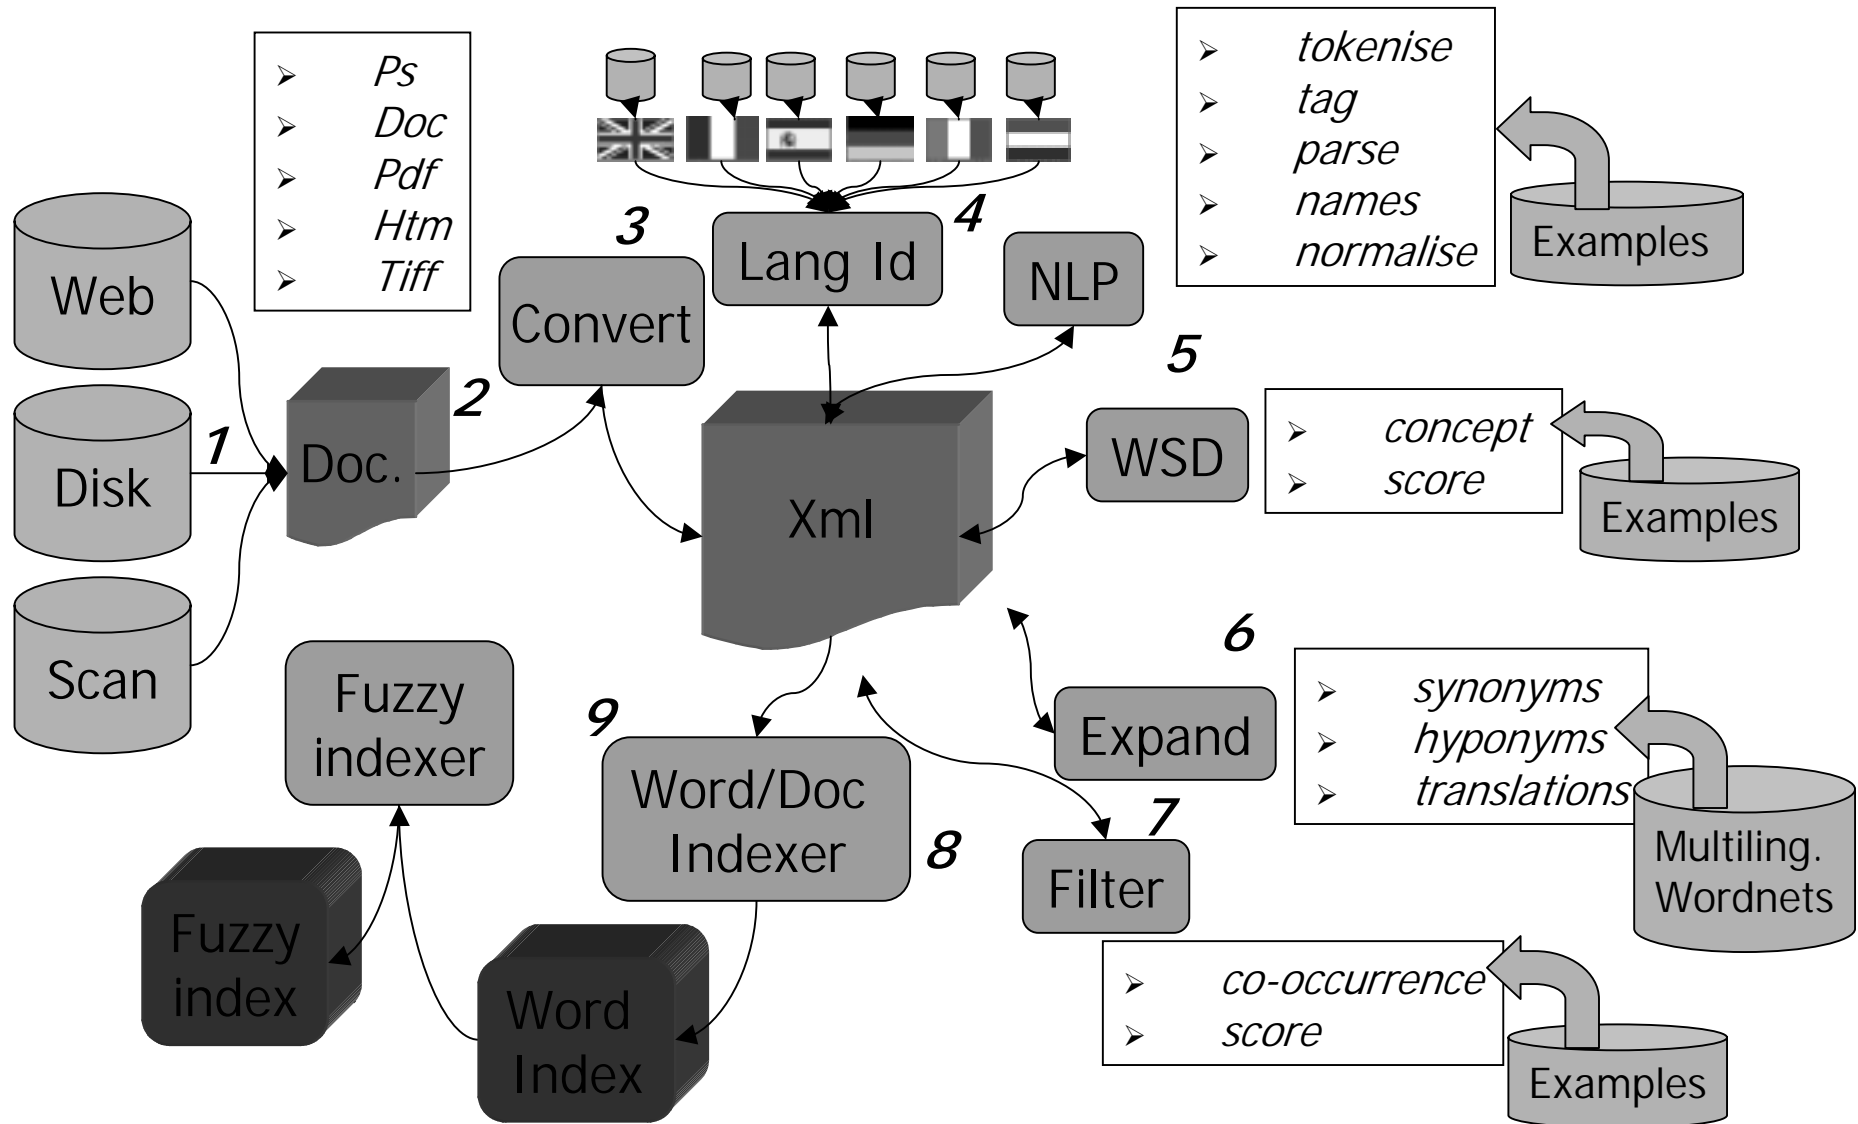 Ps
Doc
Pdf
Htm
Tiff
tokenise
tag
parse
names
normalise
Examples
Web
Disk
Scan
1
Doc.
2
Convert
3
Lang Id
4
NLP
5
Xml
WSD
concept
score
Examples
6
Expand
synonyms
hyponyms
translations
Multiling.
Wordnets
7
Filter
co-occurrence
score
Examples
8
Word/Doc
Indexer
9
Fuzzy
indexer
Fuzzy
index
Word
Index